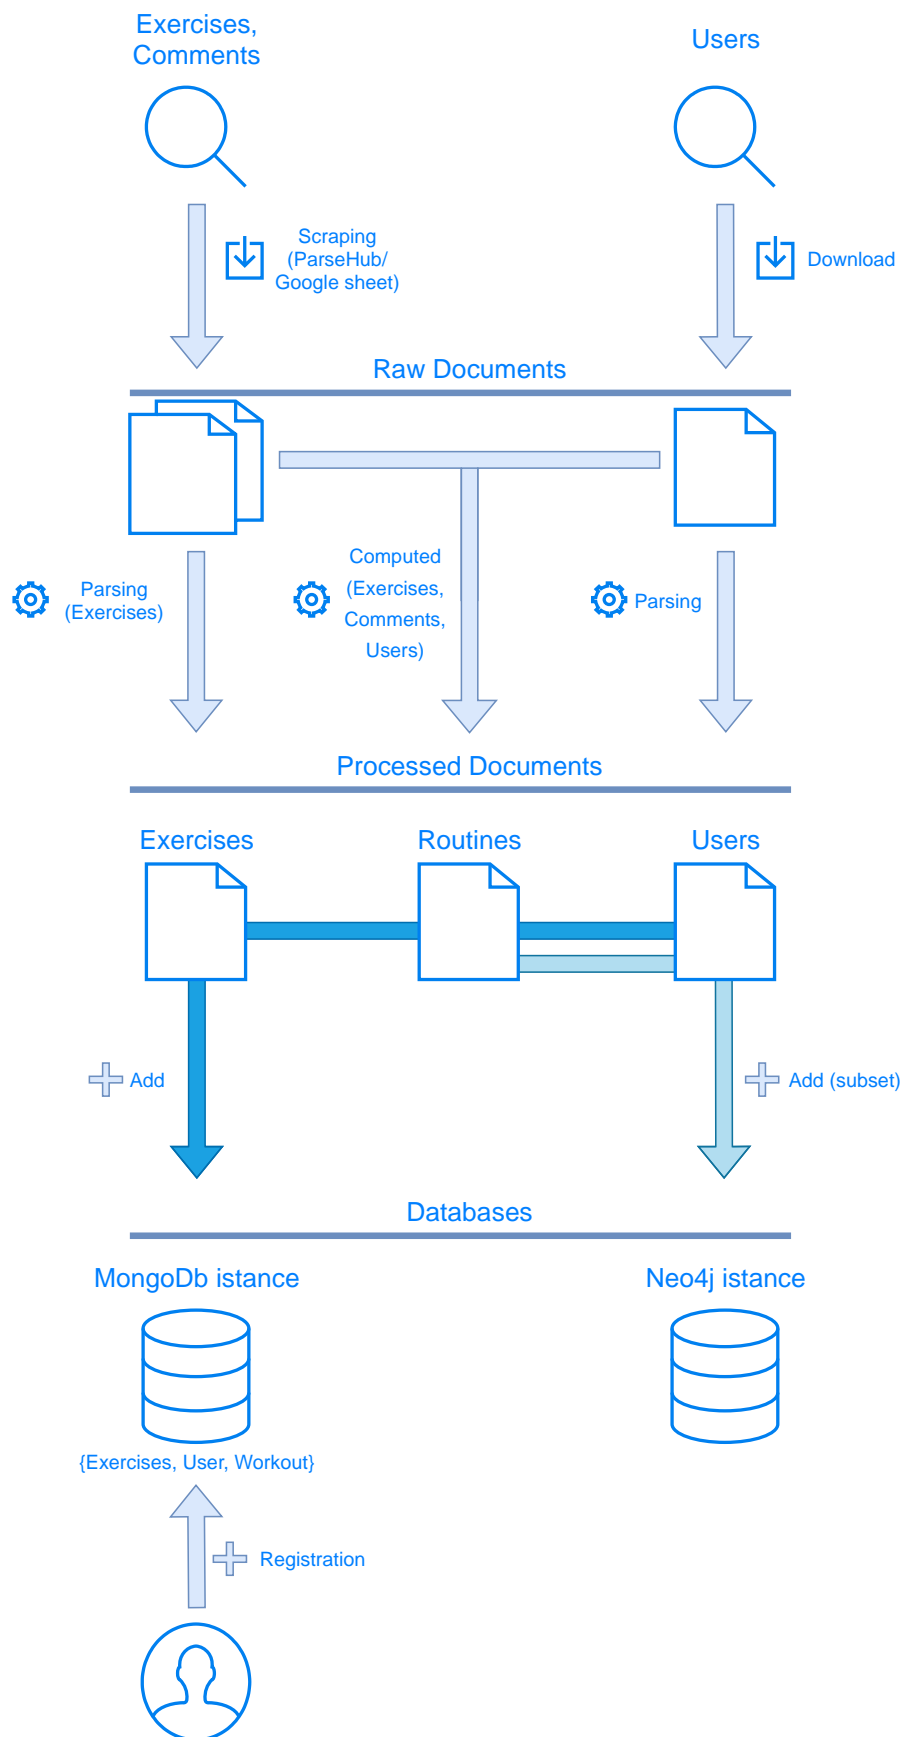 Exercises,
Comments
Users
Scraping
(ParseHub/
Google sheet)
Download
Raw Documents
Parsing
(Exercises)
Computed
(Exercises,
Comments,
Users)
Parsing
Processed Documents
Exercises
Routines
Users
Add
Add (subset)
Databases
MongoDb istance
Neo4j istance
{Exercises, User, Workout}
Registration